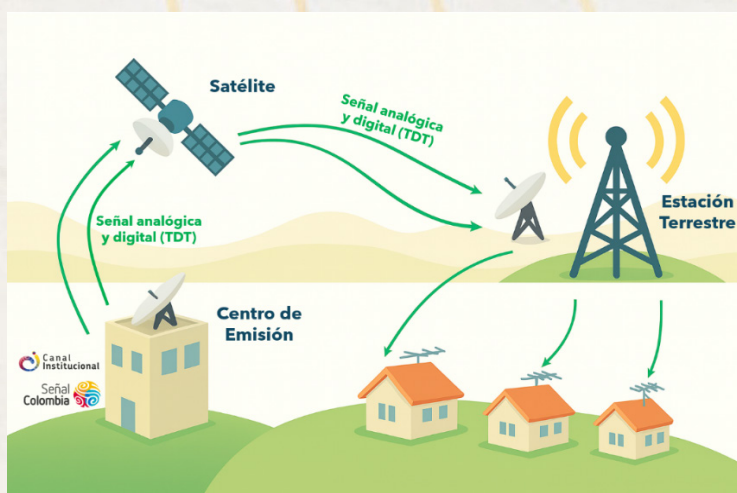 Satélite
Señal analógica
y digital (TDT)
Estación
Terrestre
Señal analógica
y digital (TDT)
Centro de
Emisión
Canal
Institucional
Señal
Colombia